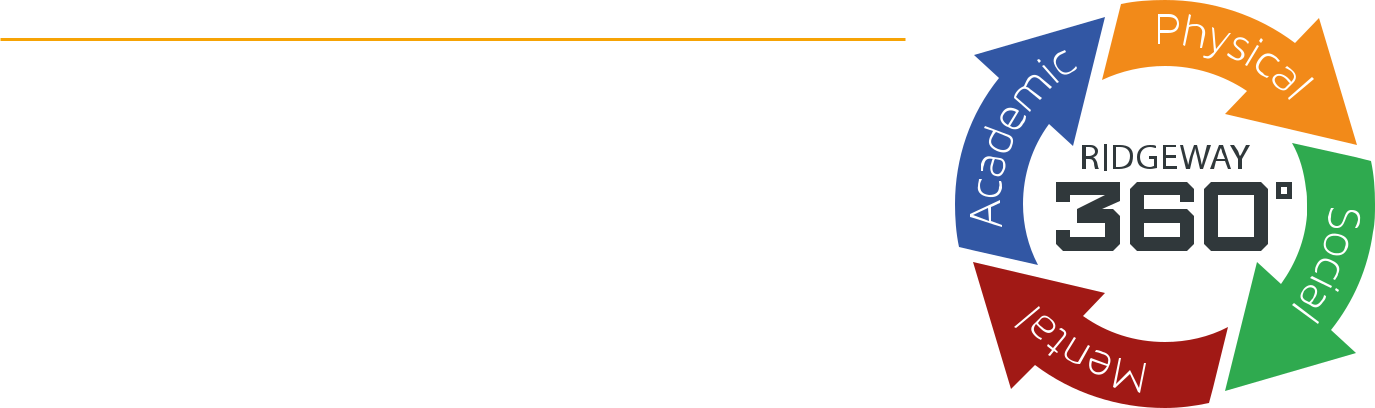 Physical
Academic
RIDGEWAY
360°
Social
Mental